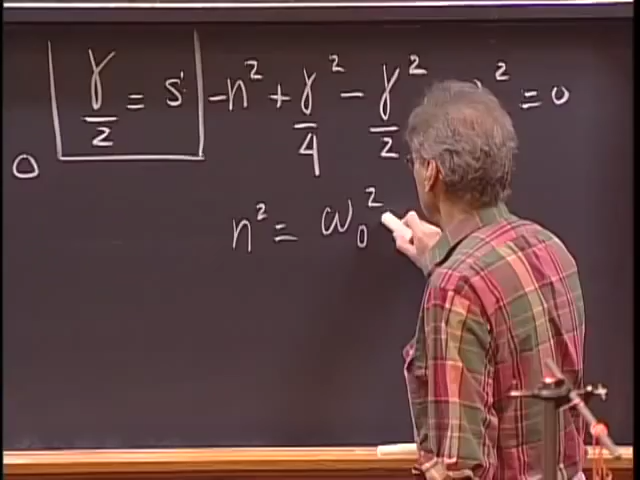 γ/2 = s -n² + γ²/4 - γ²/2 ² = 0
0
n² = ω₀²